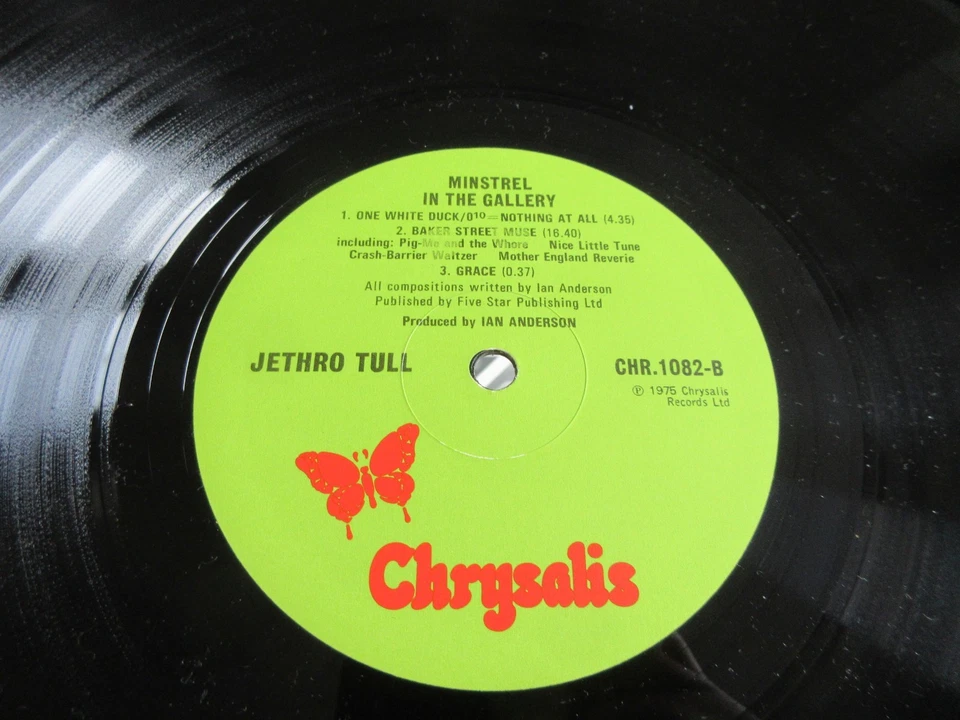 MINSTREL
IN THE GALLERY
1. ONE WHITE DUCK/0¹⁰=NOTHING AT ALL (4.35)
2. BAKER STREET MUSE (16.40)
including: Pig-Me and the Whore Nice Little Tune
Crash-Barrier Waltzer Mother England Reverie
3. GRACE (0.37)
All compositions written by Ian Anderson
Published by Five Star Publishing Ltd
Produced by IAN ANDERSON
JETHRO TULL
CHR.1082-B
℗ 1975 Chrysalis
Records Ltd
Chrysalis